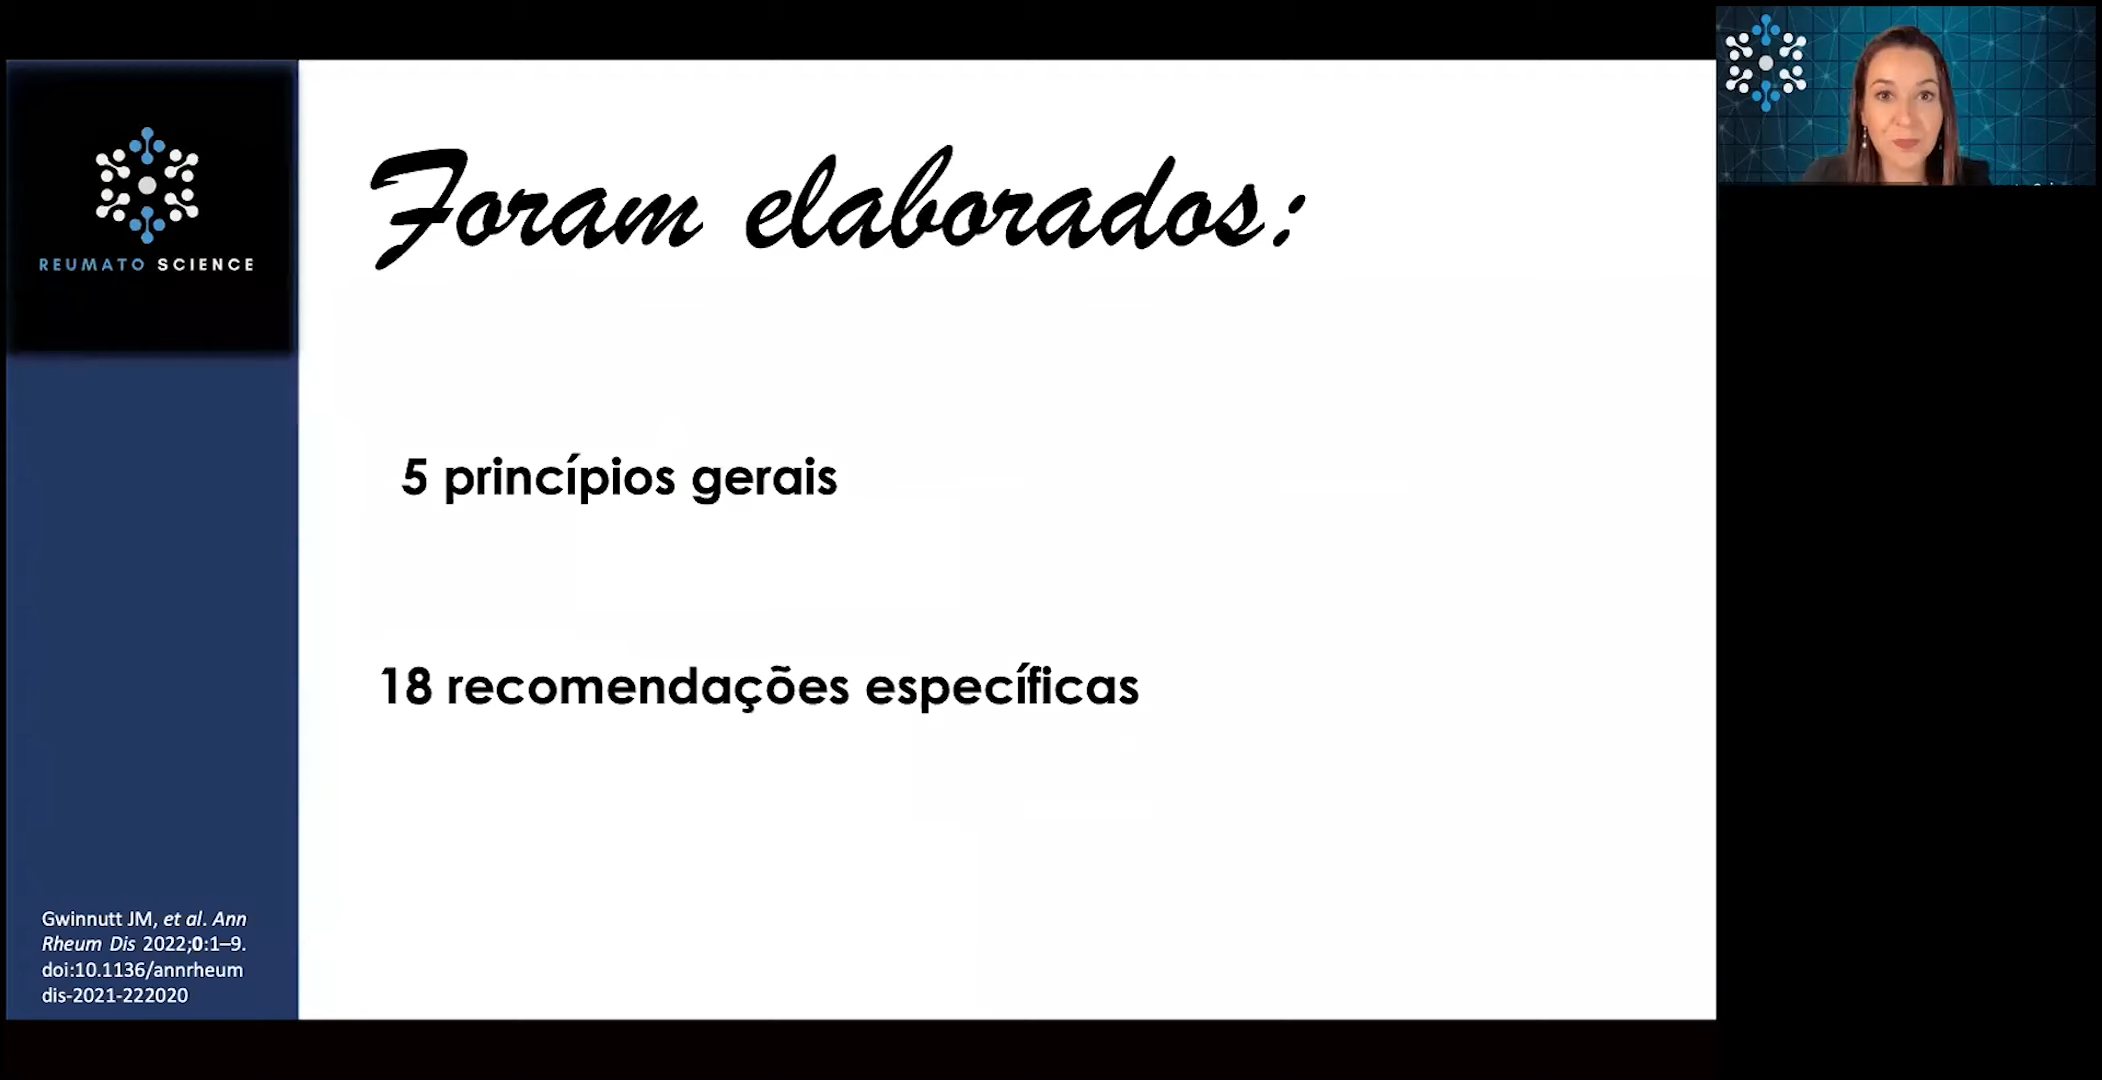 REUMATO SCIENCE
Foram elaborados:
5 princípios gerais
18 recomendações específicas
Gwinnutt JM, et al. Ann
Rheum Dis 2022;0:1–9.
doi:10.1136/annrheum
dis-2021-222020